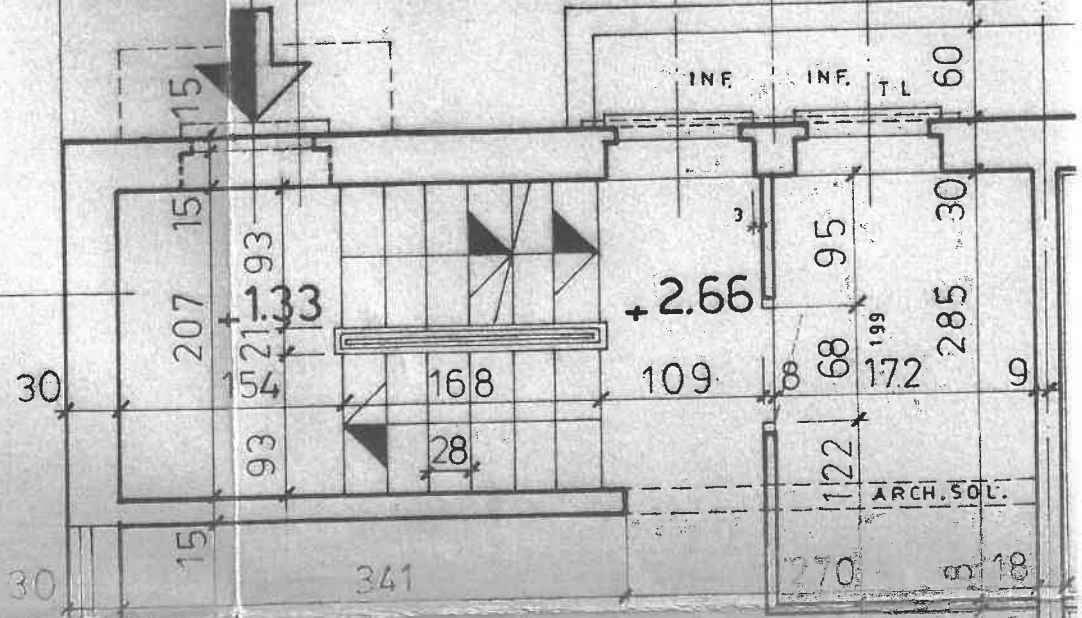 INF. INF. T L 60
15
15 93 3 95 30
+ 1.33 + 2.66
207 21 68 199 285
30 154 168 109 8 172 9
93 28 122
ARCH. SOL.
15
30 341 270 8 18